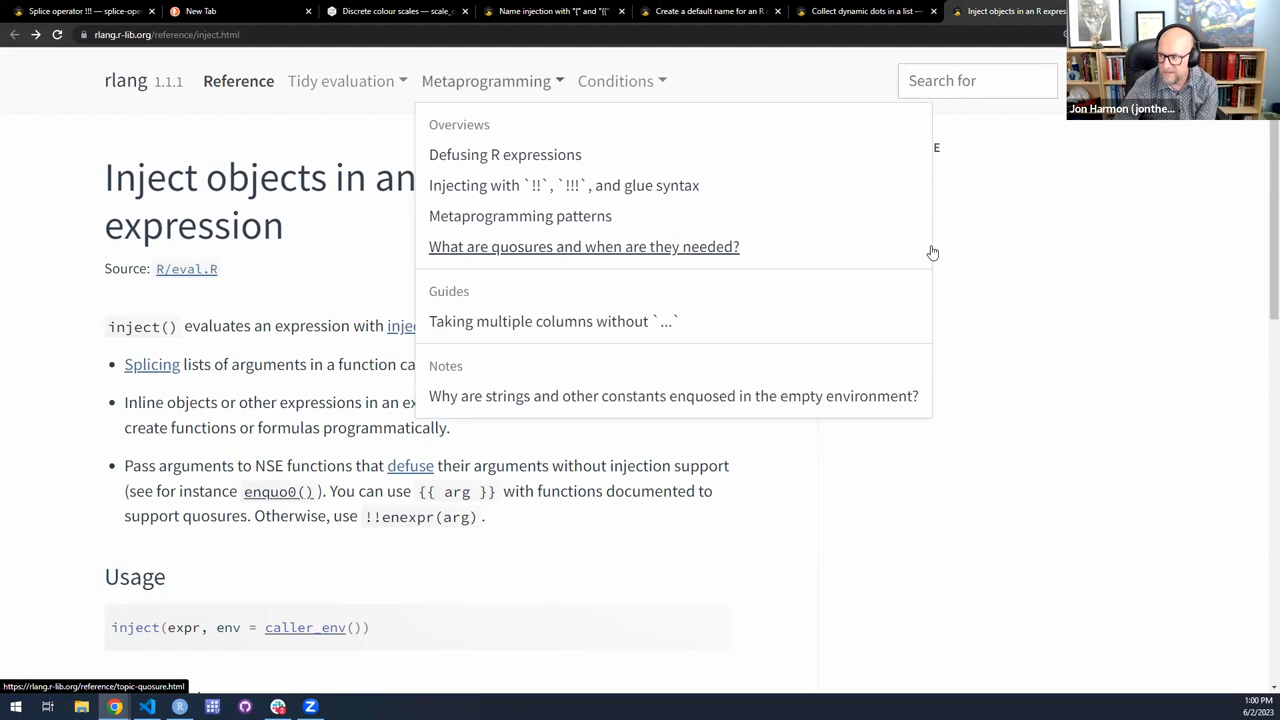 Splice operator !!! — splice-ope
New Tab
Discrete colour scales — scale_c
Name injection with "{" and "{{"
Create a default name for an R o
Collect dynamic dots in a list —
Inject objects in an R express
rlang.r-lib.org/reference/inject.html
Jon Harmon (jonthe...
rlang 1.1.1 Reference Tidy evaluation Metaprogramming Conditions Search for
Overviews
Defusing R expressions
Injecting with `!!`, `!!!`, and glue syntax
Metaprogramming patterns
What are quosures and when are they needed?
Guides
Taking multiple columns without `...`
Notes
Why are strings and other constants enquosed in the empty environment?
E
Inject objects in an
expression
Source: R/eval.R
inject() evaluates an expression with inje
• Splicing lists of arguments in a function ca
• Inline objects or other expressions in an ex
create functions or formulas programmatically.
• Pass arguments to NSE functions that defuse their arguments without injection support
(see for instance enquo0() ). You can use {{ arg }} with functions documented to
support quosures. Otherwise, use !!enexpr(arg) .
Usage
inject(expr, env = caller_env())
https://rlang.r-lib.org/reference/topic-quosure.html
1:00 PM
6/2/2023